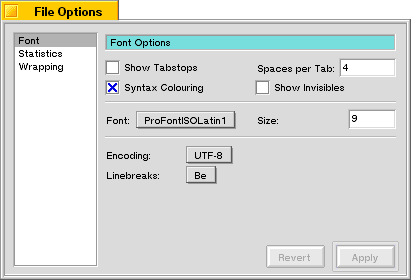 File Options
Font
Statistics
Wrapping
Font Options
Show Tabstops
Spaces per Tab: 4
Syntax Colouring
Show Invisibles
Font: ProFontISOLatin1
Size: 9
Encoding: UTF-8
Linebreaks: Be
Revert
Apply